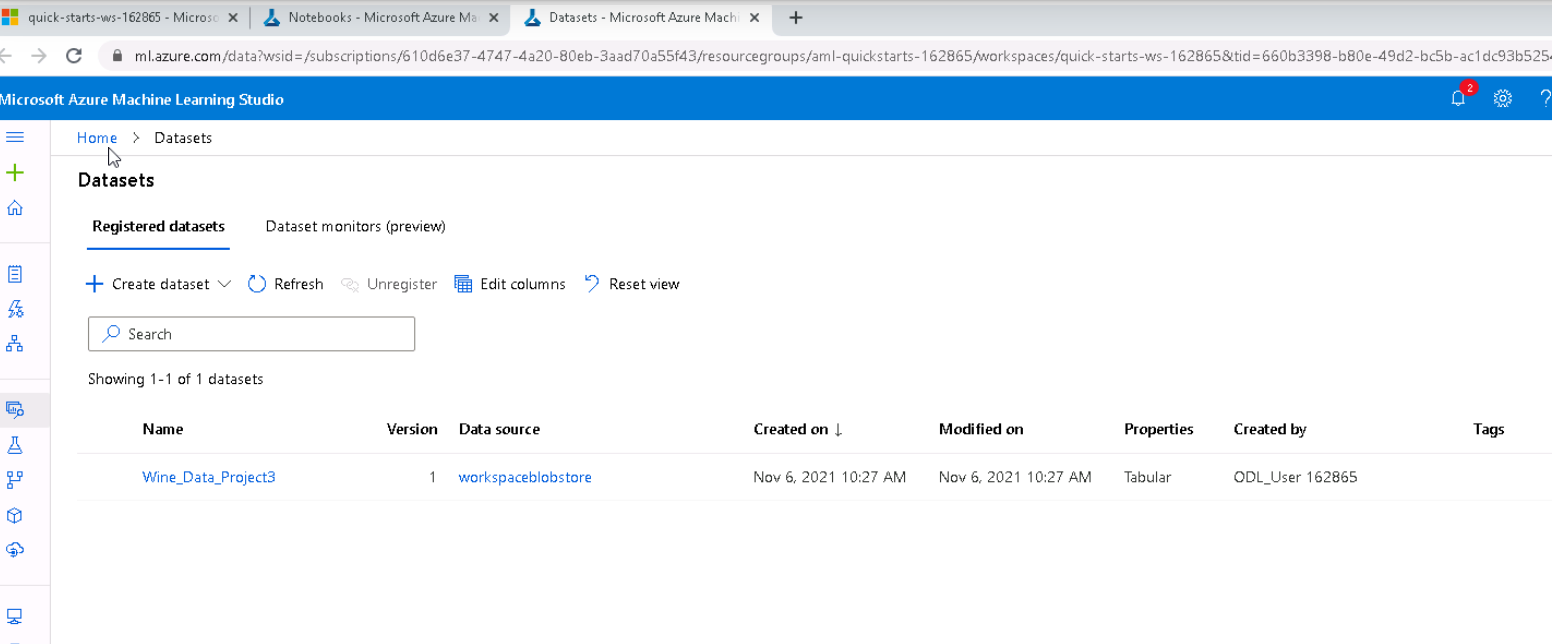 quick-starts-ws-162865 - Microso
Notebooks - Microsoft Azure Ma
Datasets - Microsoft Azure Machi
ml.azure.com/data?wsid=/subscriptions/610d6e37-4747-4a20-80eb-3aad70a55f43/resourcegroups/aml-quickstarts-162865/workspaces/quick-starts-ws-162865&tid=660b3398-b80e-49d2-bc5b-ac1dc93b5254
Microsoft Azure Machine Learning Studio
2
?
Home > Datasets
Datasets
Registered datasets Dataset monitors (preview)
Create dataset Refresh Unregister Edit columns Reset view
Search
Showing 1-1 of 1 datasets
Name Version Data source Created on ↓ Modified on Properties Created by Tags
Wine_Data_Project3 1 workspaceblobstore Nov 6, 2021 10:27 AM Nov 6, 2021 10:27 AM Tabular ODL_User 162865